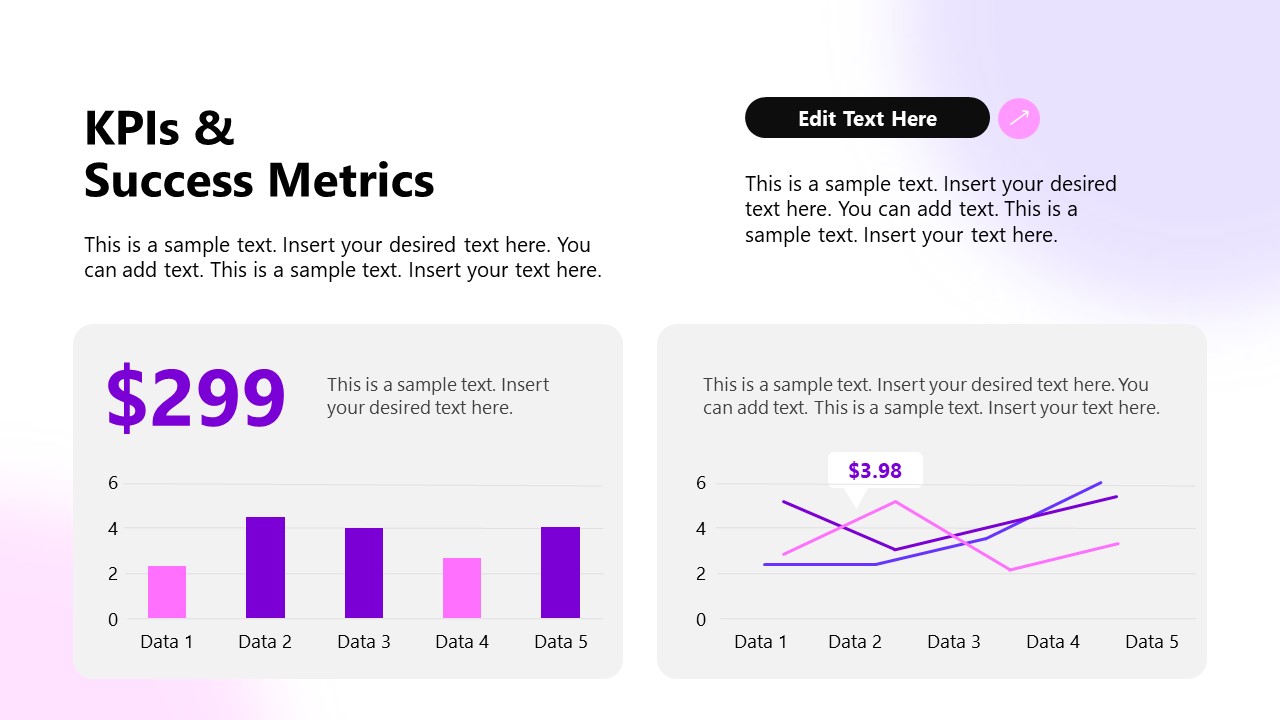 KPIs &
Success Metrics
This is a sample text. Insert your desired text here. You
can add text. This is a sample text. Insert your text here.
Edit Text Here
This is a sample text. Insert your desired
text here. You can add text. This is a
sample text. Insert your text here.
$299
This is a sample text. Insert
your desired text here.
6
4
2
0
Data 1 Data 2 Data 3 Data 4 Data 5
This is a sample text. Insert your desired text here. You
can add text. This is a sample text. Insert your text here.
$3.98
6
4
2
0
Data 1 Data 2 Data 3 Data 4 Data 5